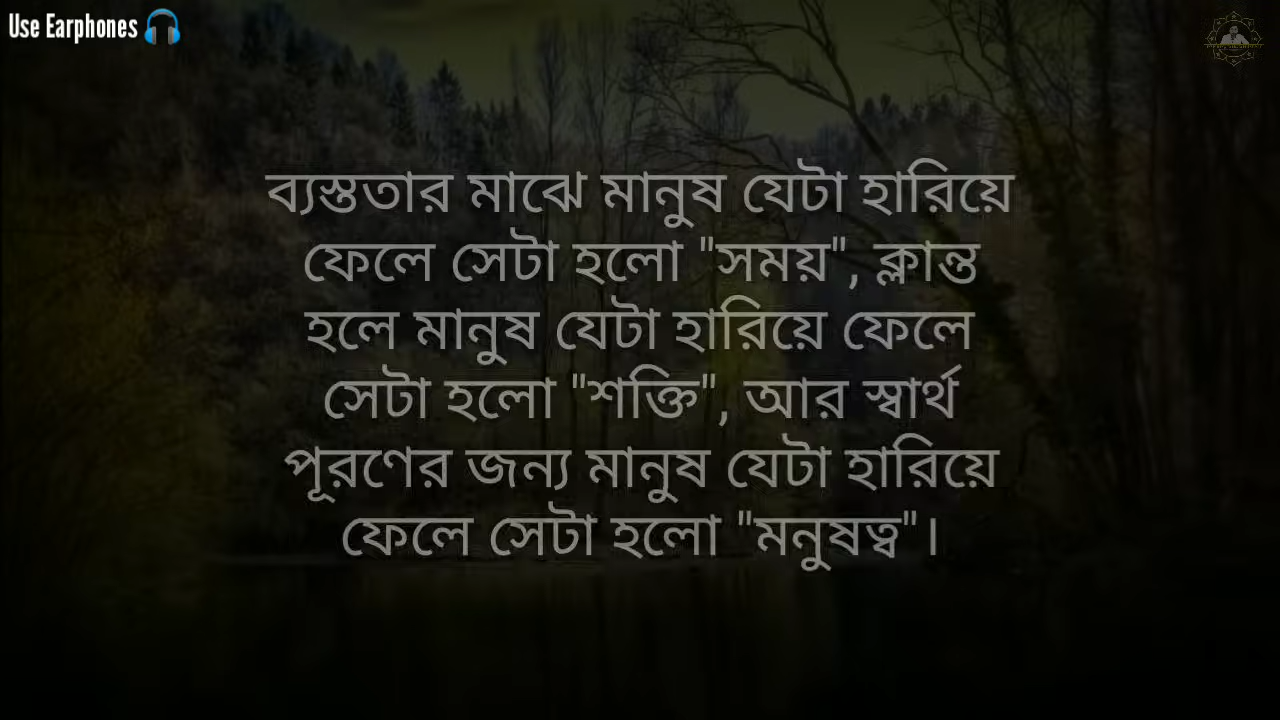 Use Earphones
ব্যস্ততার মাঝে মানুষ যেটা হারিয়ে
ফেলে সেটা হলো "সময়", ক্লান্ত
হলে মানুষ যেটা হারিয়ে ফেলে
সেটা হলো "শক্তি", আর স্বার্থ
পূরণের জন্য মানুষ যেটা হারিয়ে
ফেলে সেটা হলো "মনুষত্ব"।